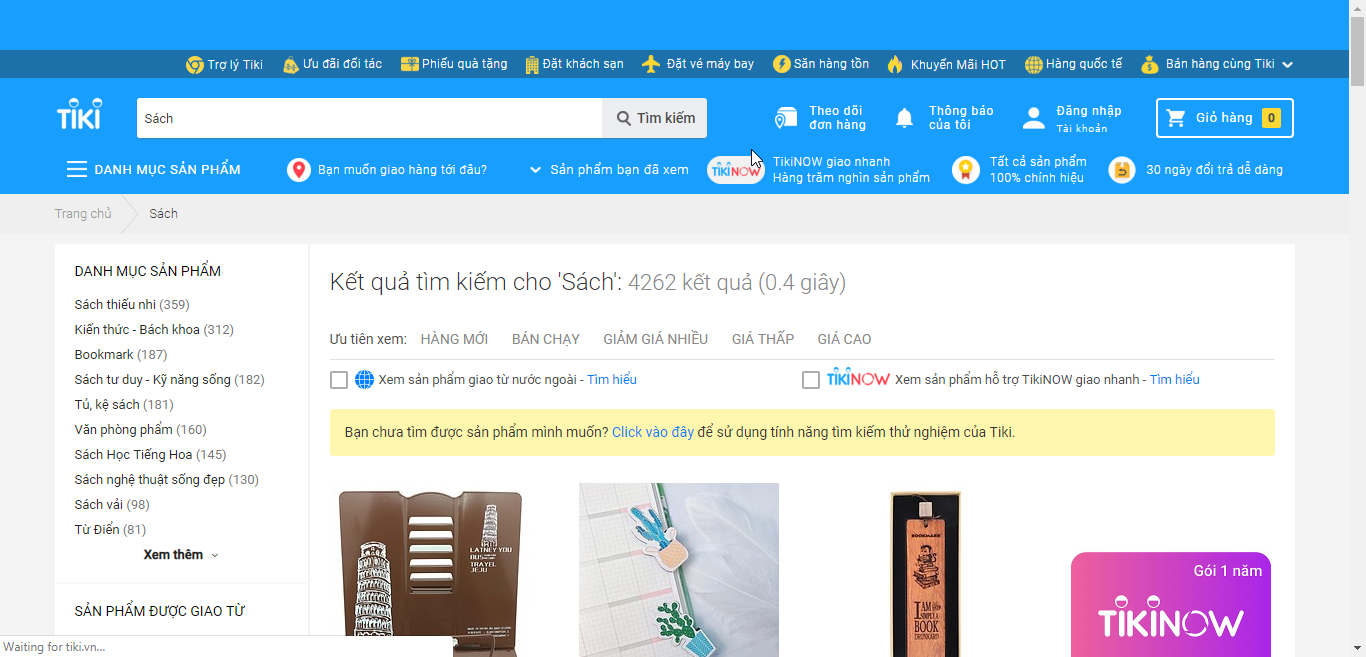 Trợ lý Tiki
Ưu đãi đối tác
Phiếu quà tặng
Đặt khách sạn
Đặt vé máy bay
Săn hàng tồn
Khuyến Mãi HOT
Hàng quốc tế
Bán hàng cùng Tiki
TIKI
Sách
Tìm kiếm
Theo dõi
đơn hàng
Thông báo
của tôi
Đăng nhập
Tài khoản
Giỏ hàng 0
DANH MỤC SẢN PHẨM
Bạn muốn giao hàng tới đâu?
Sản phẩm bạn đã xem
TIKINOW
TikiNOW giao nhanh
Hàng trăm nghìn sản phẩm
Tất cả sản phẩm
100% chính hiệu
30 ngày đổi trả dễ dàng
Trang chủ
Sách
DANH MỤC SẢN PHẨM
Sách thiếu nhi (359)
Kiến thức - Bách khoa (312)
Bookmark (187)
Sách tư duy - Kỹ năng sống (182)
Tủ, kệ sách (181)
Văn phòng phẩm (160)
Sách Học Tiếng Hoa (145)
Sách nghệ thuật sống đẹp (130)
Sách vải (98)
Từ Điển (81)
Xem thêm
SẢN PHẨM ĐƯỢC GIAO TỪ
Kết quả tìm kiếm cho 'Sách': 4262 kết quả (0.4 giây)
Ưu tiên xem: HÀNG MỚI BÁN CHẠY GIẢM GIÁ NHIỀU GIÁ THẤP GIÁ CAO
Xem sản phẩm giao từ nước ngoài - Tìm hiểu
TIKINOW Xem sản phẩm hỗ trợ TikiNOW giao nhanh - Tìm hiểu
Bạn chưa tìm được sản phẩm mình muốn? Click vào đây để sử dụng tính năng tìm kiếm thử nghiệm của Tiki.
LATNEY YOU
BUS
TRAVEL
JEJU
BOOKMARK
I AM
SIMPLY A
BOOK
DRUNKARD
Gói 1 năm
TIKINOW
Waiting for tiki.vn...